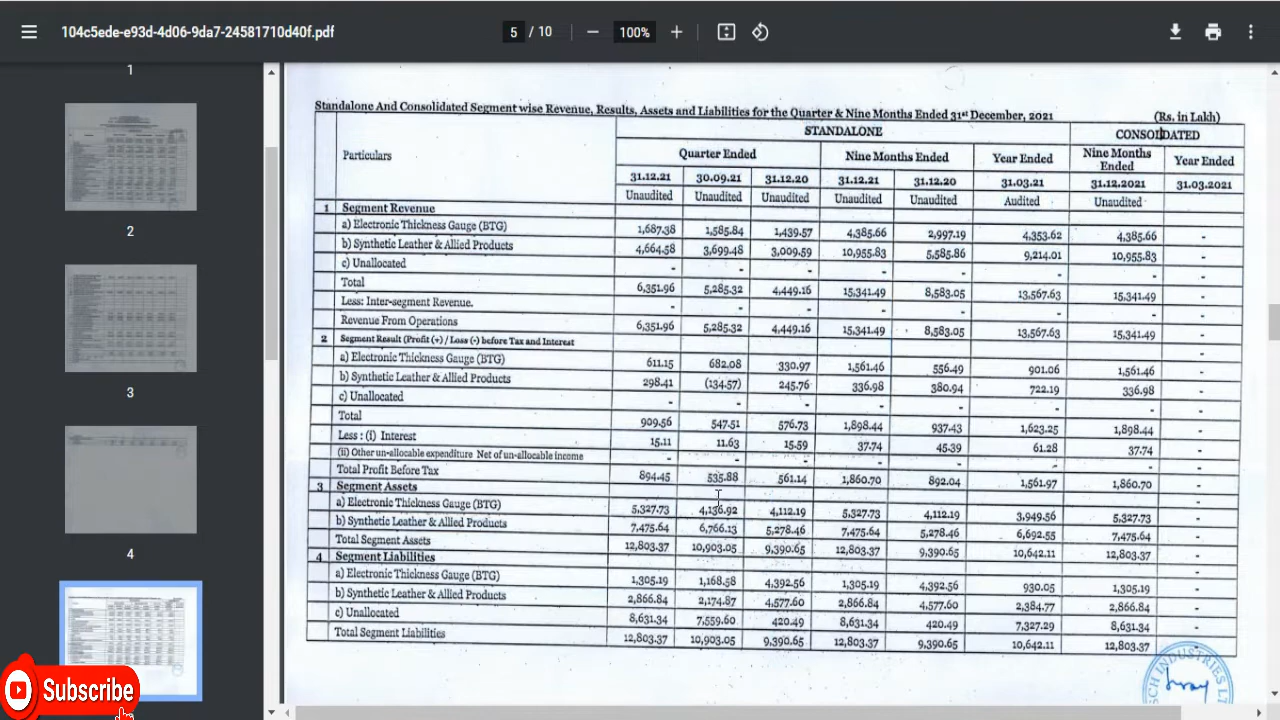 104c5ede-e93d-4d06-9da7-24581710d40f.pdf 5 / 10 100%
1
2
3
4
Standalone And Consolidated Segment wise Revenue, Results, Assets and Liabilities for the Quarter & Nine Months Ended 31st December, 2021 (Rs. in Lakh)
STANDALONE CONSOLIDATED
Particulars Quarter Ended Nine Months Ended Year Ended Nine Months Ended Year Ended
31.12.21 30.09.21 31.12.20 31.12.21 31.12.20 31.03.21 31.12.2021 31.03.2021
Unaudited Unaudited Unaudited Unaudited Unaudited Audited Unaudited
1 Segment Revenue
a) Electronic Thickness Gauge (BTG) 1,687.38 1,585.84 1,439.57 4,385.66 2,997.19 4,353.62 4,385.66 -
b) Synthetic Leather & Allied Products 4,664.58 3,699.48 3,009.59 10,955.83 5,585.86 9,214.01 10,955.83 -
c) Unallocated - - - - - - - -
Total 6,351.96 5,285.32 4,449.16 15,341.49 8,583.05 13,567.63 15,341.49 -
Less: Inter-segment Revenue. - - - - - - - -
Revenue From Operations 6,351.96 5,285.32 4,449.16 15,341.49 8,583.05 13,567.63 15,341.49 -
2 Segment Result (Profit (+) / Loss (-) before Tax and Interest
a) Electronic Thickness Gauge (BTG) 611.15 682.08 330.97 1,561.46 556.49 901.06 1,561.46 -
b) Synthetic Leather & Allied Products 298.41 (134.57) 245.76 336.98 380.94 722.19 336.98 -
c) Unallocated - - - - - - - -
Total 909.56 547.51 576.73 1,898.44 937.43 1,623.25 1,898.44 -
Less : (i) Interest 15.11 11.63 15.59 37.74 45.39 61.28 37.74 -
(ii) Other un-allocable expenditure Net of un-allocable income - - - - - - - -
Total Profit Before Tax 894.45 535.88 561.14 1,860.70 892.04 1,561.97 1,860.70 -
3 Segment Assets
a) Electronic Thickness Gauge (BTG) 5,327.73 4,136.92 4,112.19 5,327.73 4,112.19 3,949.56 5,327.73 -
b) Synthetic Leather & Allied Products 7,475.64 6,766.13 5,278.46 7,475.64 5,278.46 6,692.55 7,475.64 -
Total Segment Assets 12,803.37 10,903.05 9,390.65 12,803.37 9,390.65 10,642.11 12,803.37 -
4 Segment Liabilities
a) Electronic Thickness Gauge (BTG) 1,305.19 1,168.58 4,392.56 1,305.19 4,392.56 930.05 1,305.19 -
b) Synthetic Leather & Allied Products 2,866.84 2,174.87 4,577.60 2,866.84 4,577.60 2,384.77 2,866.84 -
c) Unallocated 8,631.34 7,559.60 420.49 8,631.34 420.49 7,327.29 8,631.34 -
Total Segment Liabilities 12,803.37 10,903.05 9,390.65 12,803.37 9,390.65 10,642.11 12,803.37 -
Subscribe